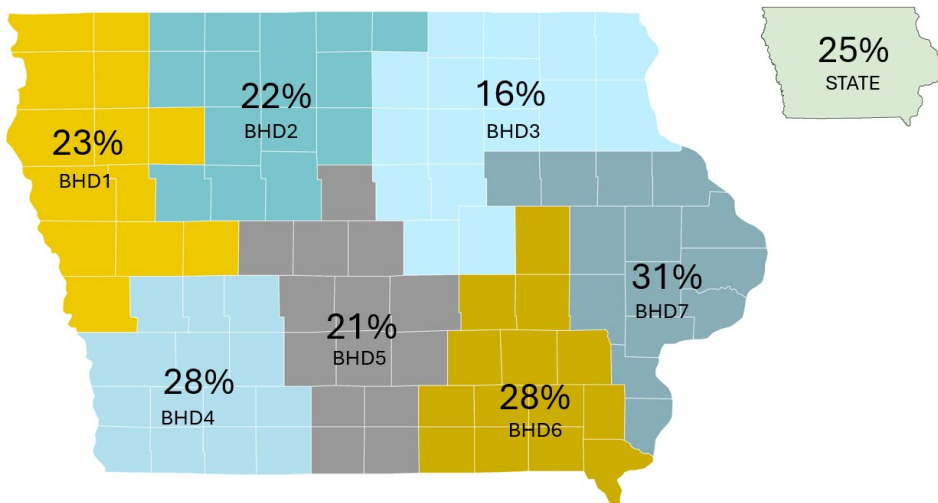 25%
STATE
22%
BHD2
16%
BHD3
23%
BHD1
31%
BHD7
21%
BHD5
28%
BHD4
28%
BHD6